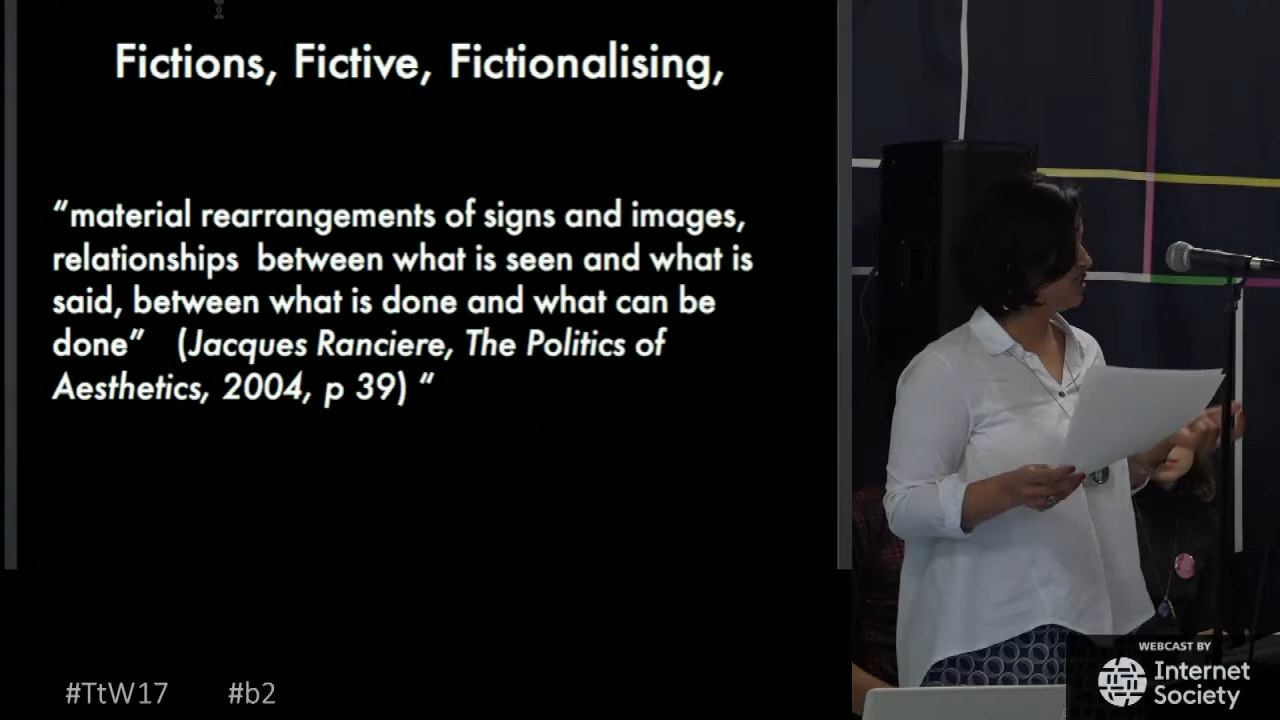 Fictions, Fictive, Fictionalising,
“material rearrangements of signs and images,
relationships between what is seen and what is
said, between what is done and what can be
done” (Jacques Ranciere, The Politics of
Aesthetics, 2004, p 39) “
#TtW17 #b2
WEBCAST BY
Internet
Society